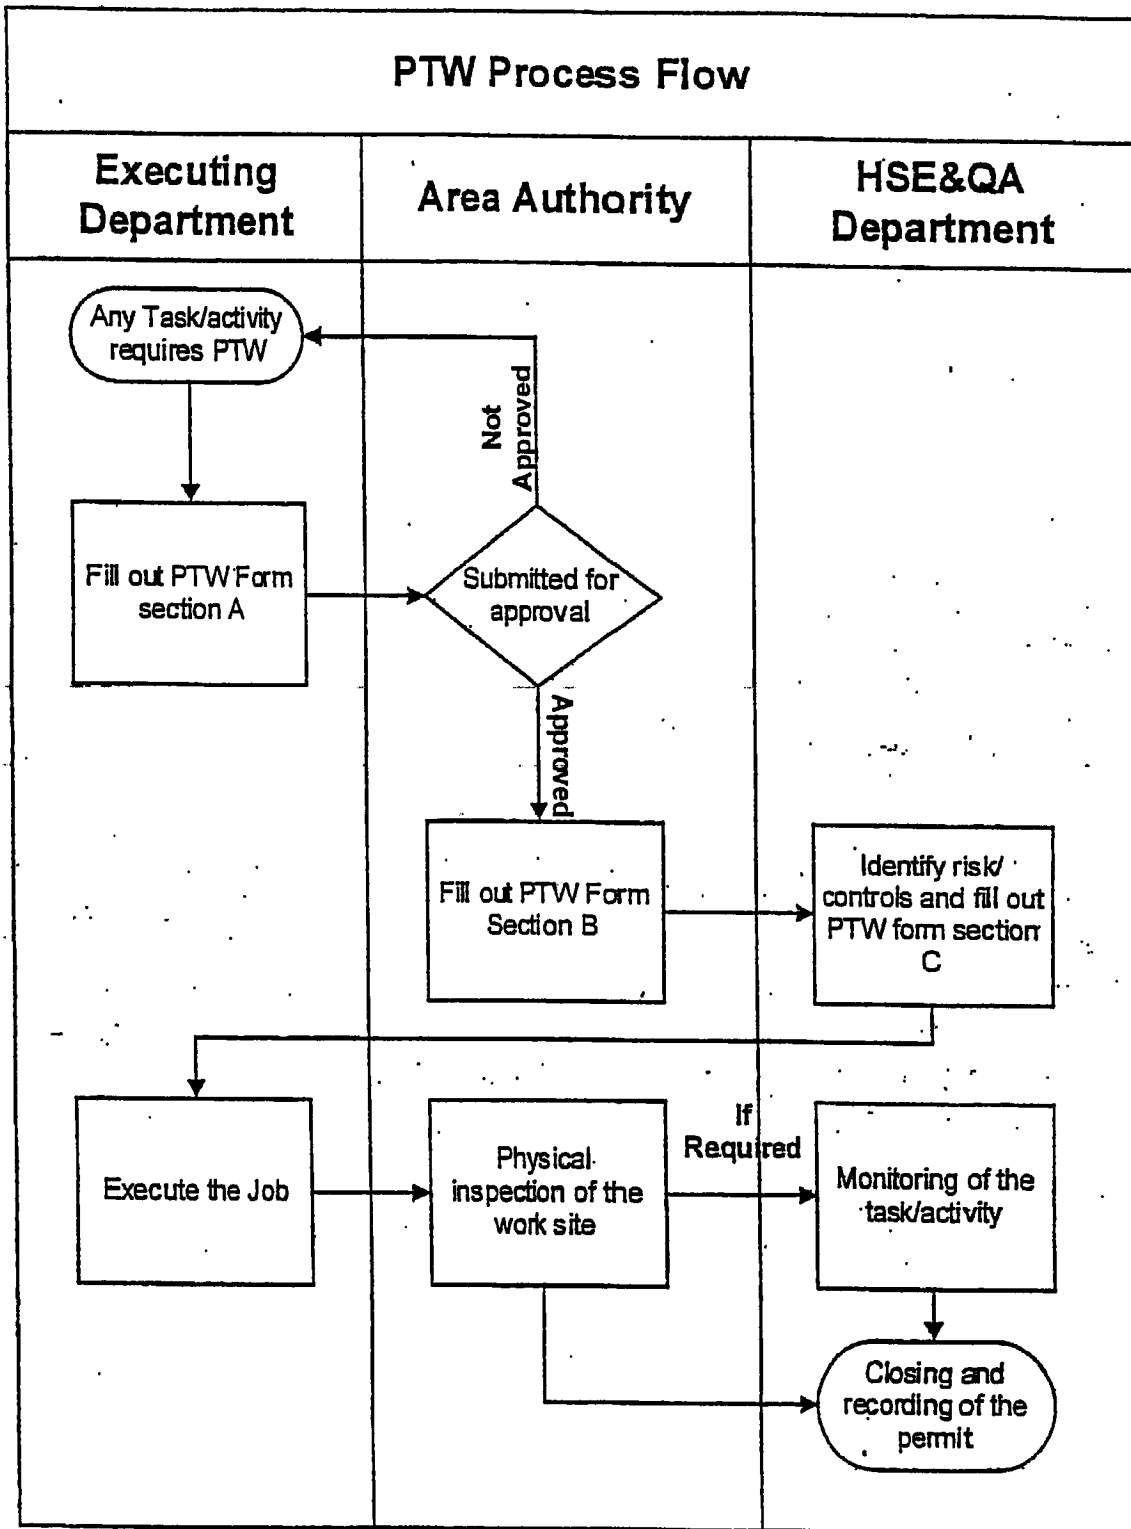 PTW Process Flow
Executing
Department
Area Authority
HSE&QA
Department
Any Task/activity
requires PTW
Not
Approved
Fill out PTW Form
section A
Submitted for
approval
Approved
Fill out PTW Form
Section B
Identify risk/
controls and fill out
PTW form section
C
Execute the Job
Physical
inspection of the
work site
If
Required
Monitoring of the
task/activity
Closing and
recording of the
permit